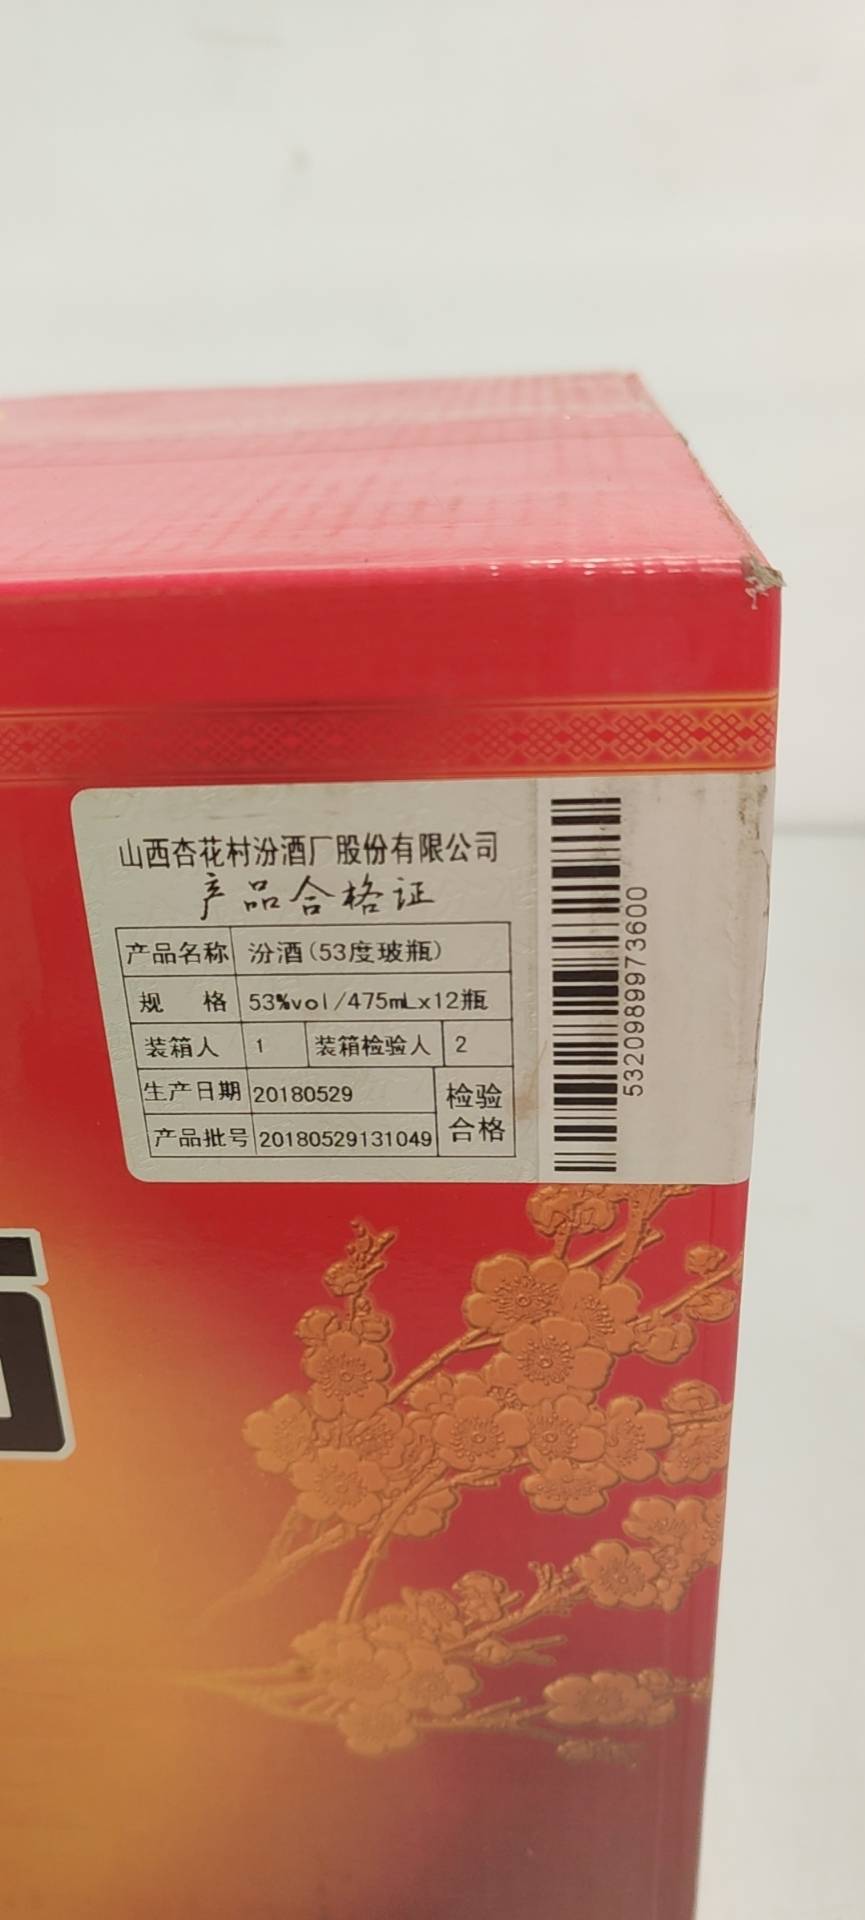 山西杏花村汾酒厂股份有限公司
产品合格证
产品名称 汾酒(53度玻瓶)
规 格 53%vol/475mLx12瓶
装箱人 1 装箱检验人 2
生产日期 20180529 检验
产品批号 20180529131049 合格
5320989973600